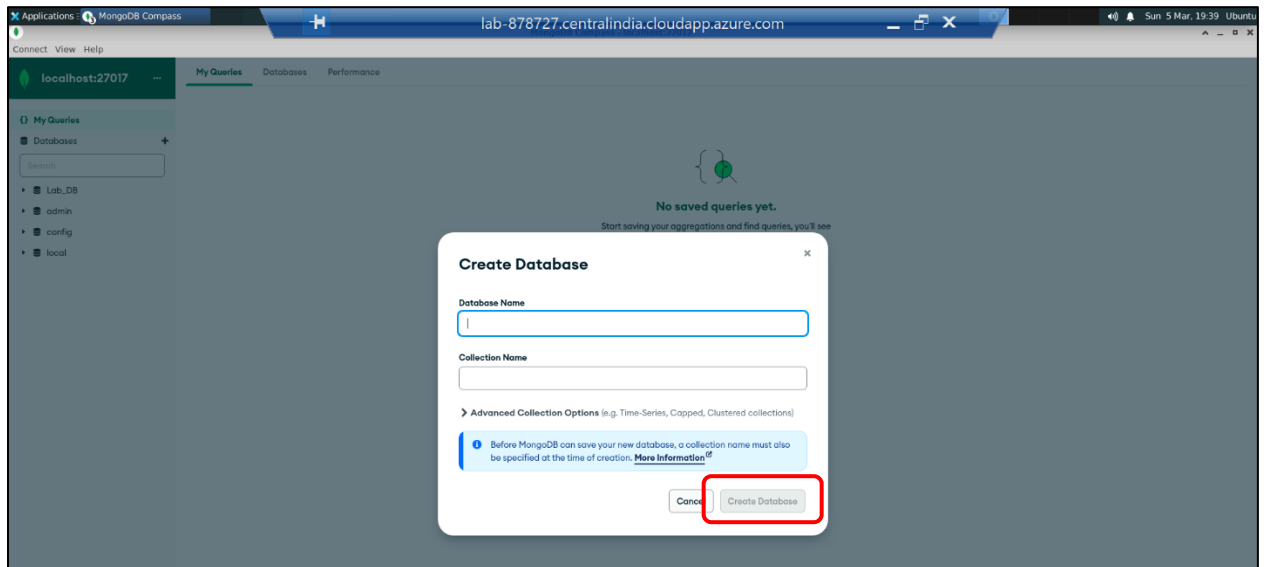 Applications MongoDB Compass
lab-878727.centralindia.cloudapp.azure.com
Sun 5 Mar, 19:39 Ubuntu
Connect View Help
localhost:27017 ...
My Queries Databases Performance
{} My Queries
Databases +
Search
Lab_DB
admin
config
local
No saved queries yet.
Start saving your aggregations and find queries, you'll see
Create Database
Database Name
Collection Name
Advanced Collection Options (e.g. Time-Series, Capped, Clustered collections)
Before MongoDB can save your new database, a collection name must also
be specified at the time of creation. More Information
Cancel Create Database